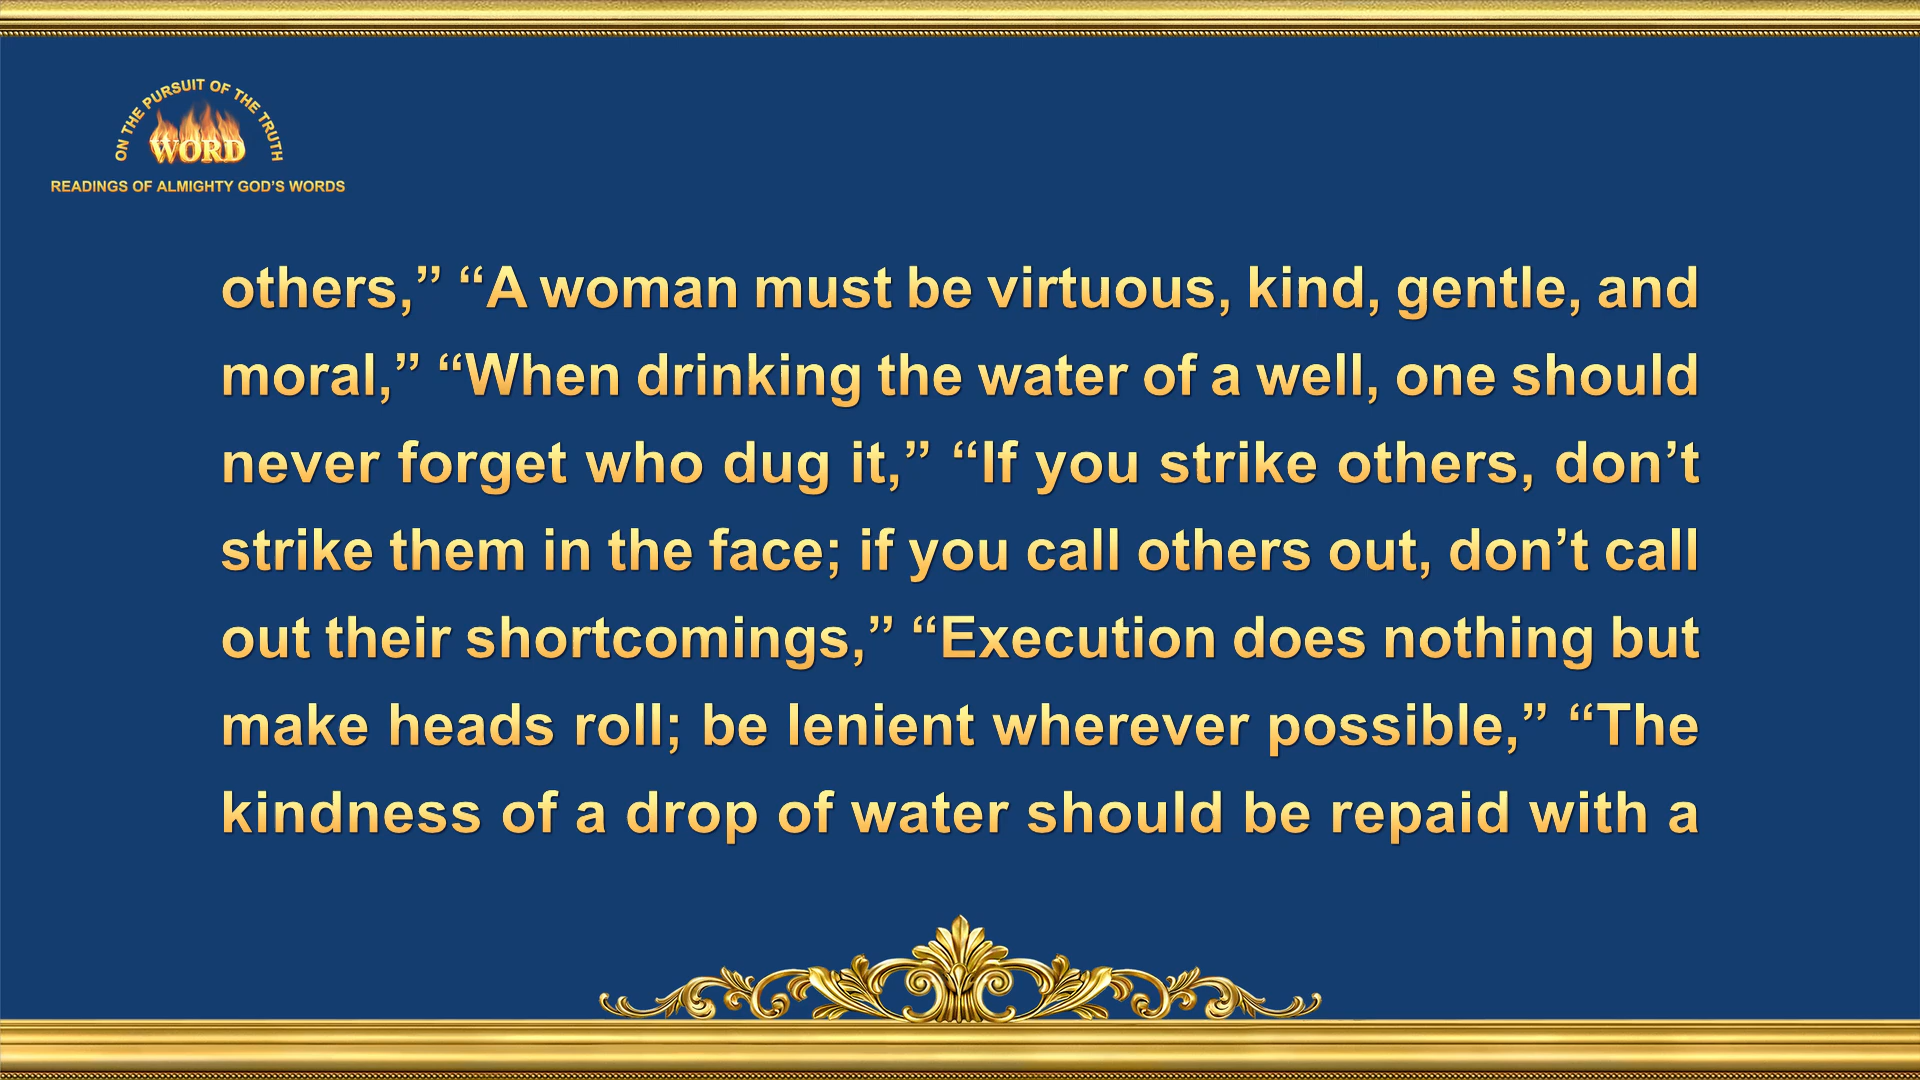 ON THE PURSUIT OF THE TRUTH
WORD
READINGS OF ALMIGHTY GOD’S WORDS
others,” “A woman must be virtuous, kind, gentle, and
moral,” “When drinking the water of a well, one should
never forget who dug it,” “If you strike others, don’t
strike them in the face; if you call others out, don’t call
out their shortcomings,” “Execution does nothing but
make heads roll; be lenient wherever possible,” “The
kindness of a drop of water should be repaid with a